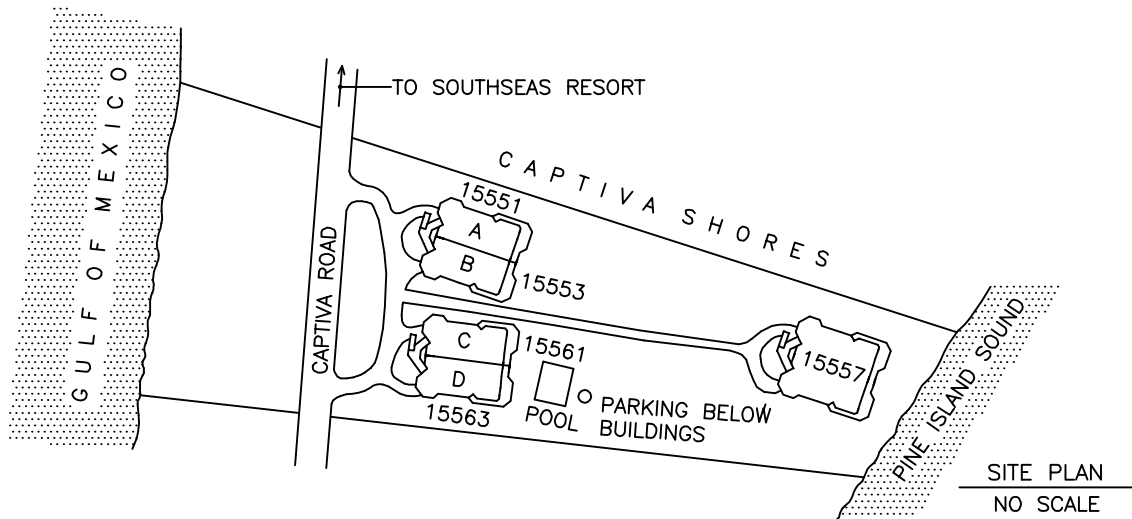 TO SOUTHSEAS RESORT
GULF OF MEXICO
CAPTIVA SHORES
CAPTIVA ROAD
15551
A
B
15553
C
D
15561
15563
POOL
PARKING BELOW
BUILDINGS
15557
PINE ISLAND SOUND
SITE PLAN
NO SCALE